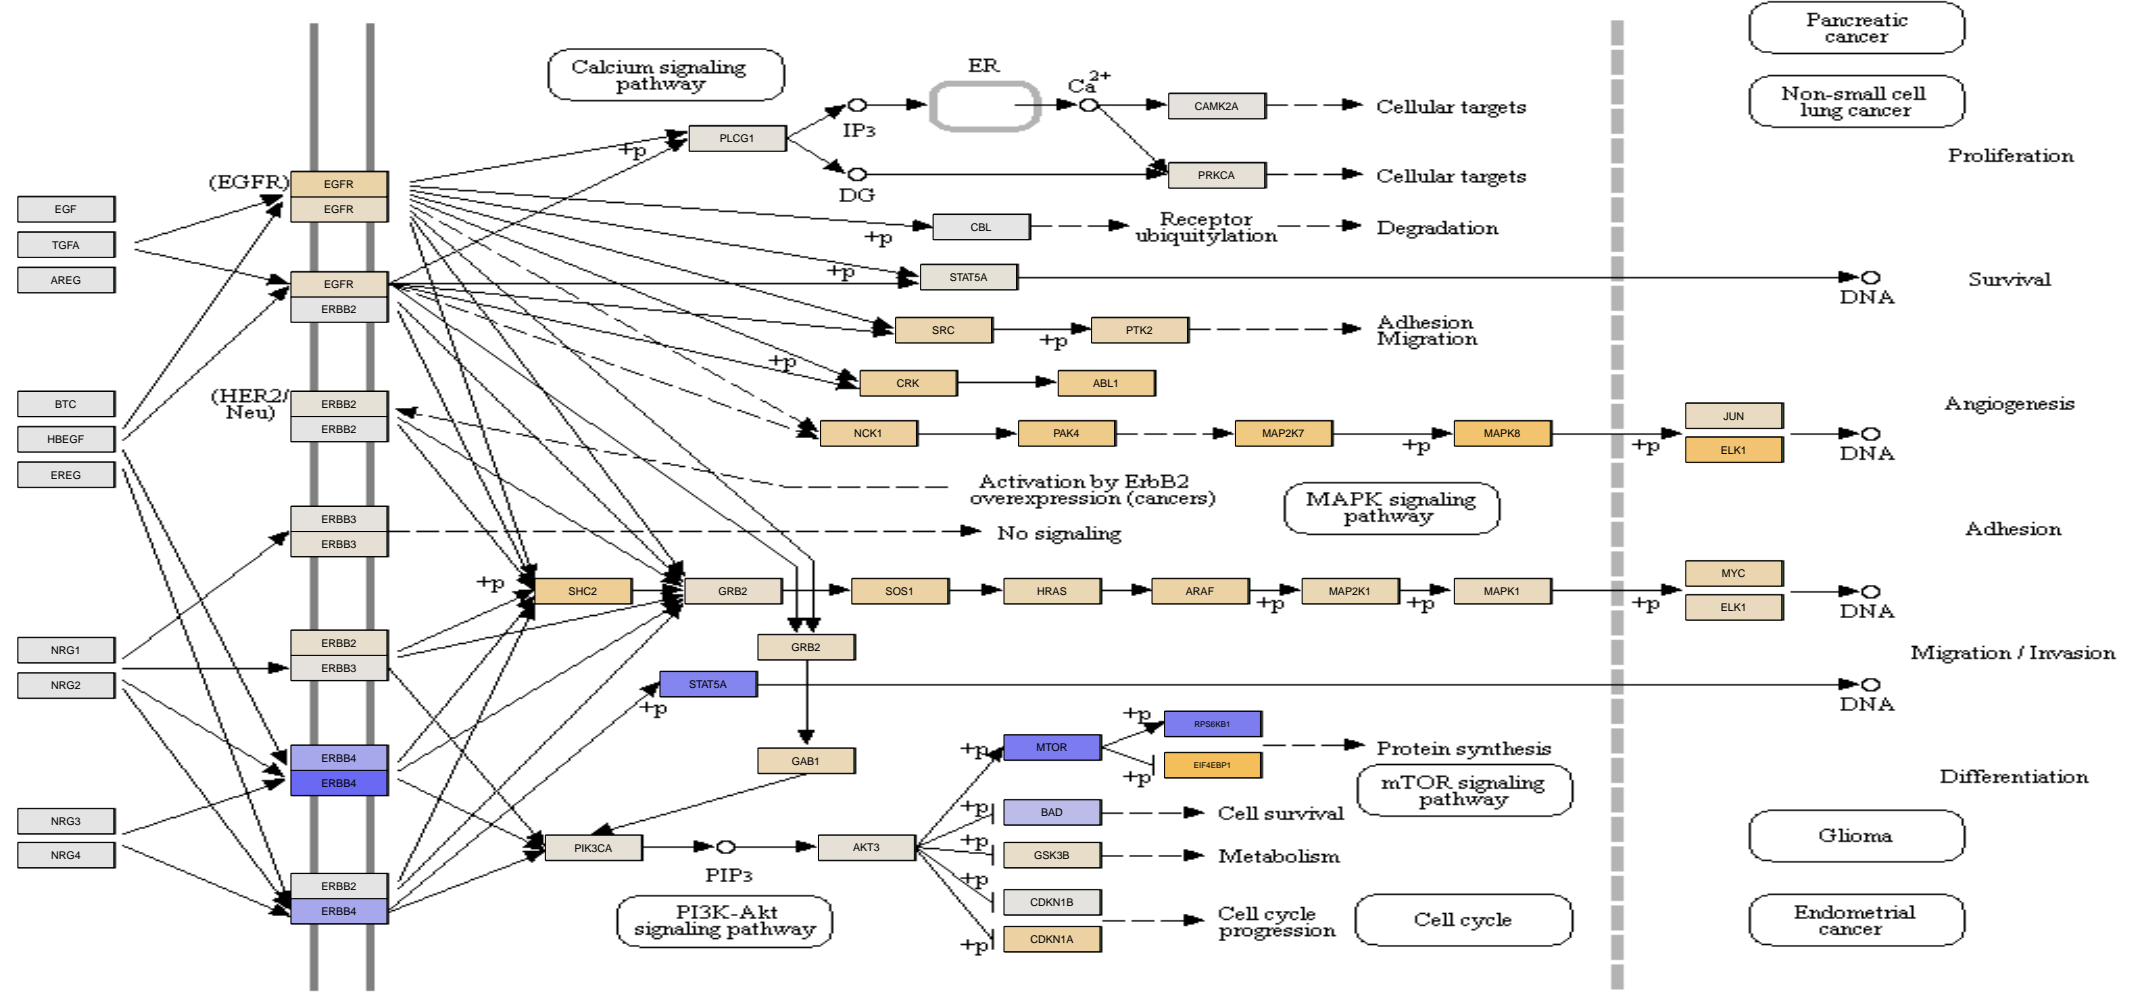 Pancreatic
cancer
Calcium signaling
pathway
ER
Ca2+
Non-small cell
lung cancer
CAMK2A
Cellular targets
IP3
PLCG1
+p
Proliferation
(EGFR)
EGFR
EGFR
PRKCA
Cellular targets
DG
EGF
TGFA
AREG
CBL
+p
Receptor
ubiquitylation
Degradation
EGFR
ERBB2
+p
STAT5A
DNA
Survival
SRC
+p
PTK2
Adhesion
Migration
+p
CRK
ABL1
BTC
HBEGF
EREG
(HER2/
Neu)
ERBB2
ERBB2
Angiogenesis
NCK1
PAK4
MAP2K7
+p
MAPK8
+p
JUN
ELK1
DNA
Activation by ErbB2
overexpression (cancers)
MAPK signaling
pathway
ERBB3
ERBB3
No signaling
Adhesion
+p
SHC2
GRB2
SOS1
HRAS
ARAF
+p
MAP2K1
+p
MAPK1
+p
MYC
ELK1
DNA
NRG1
NRG2
ERBB2
ERBB3
GRB2
Migration / Invasion
STAT5A
+p
DNA
ERBB4
ERBB4
GAB1
+p
MTOR
+p
RPS6KB1
+p
EIF4EBP1
Protein synthesis
mTOR signaling
pathway
Differentiation
NRG3
NRG4
+p
BAD
Cell survival
Glioma
PIK3CA
PIP3
AKT3
+p
GSK3B
Metabolism
ERBB2
ERBB4
PI3K-Akt
signaling pathway
+p
CDKN1B
+p
CDKN1A
Cell cycle
progression
Cell cycle
Endometrial
cancer